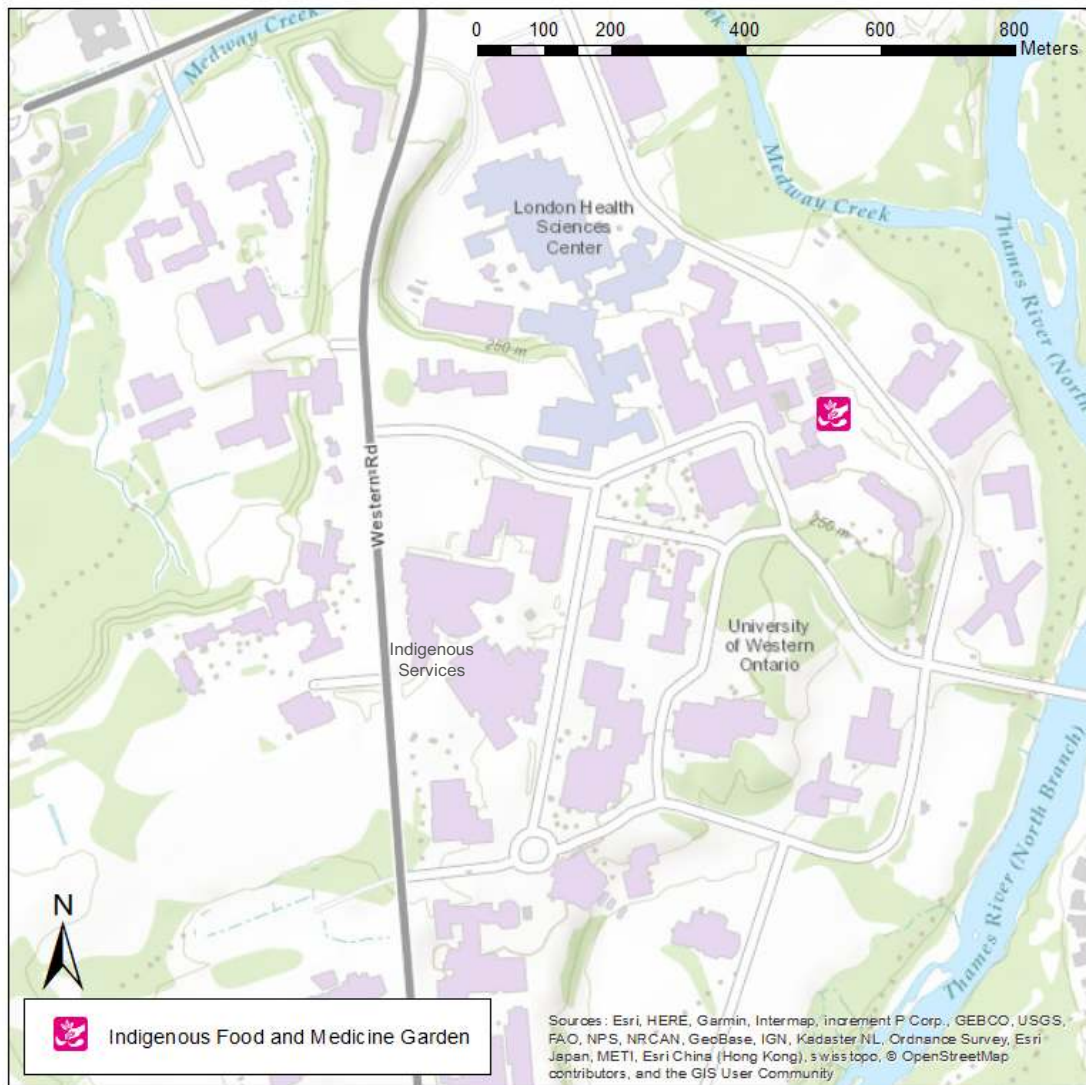 0 100 200 400 600 800
Meters
Medway Creek
Creek
Medway Creek
London Health
Sciences
Center
Thames River (North
250 m
Western Rd
250 m
University
of Western
Ontario
Indigenous
Services
Thames River (North Branch)
N
Indigenous Food and Medicine Garden
Sources: Esri, HERE, Garmin, Intermap, increment P Corp., GEBCO, USGS,
FAO, NPS, NRCAN, GeoBase, IGN, Kadaster NL, Ordnance Survey, Esri
Japan, METI, Esri China (Hong Kong), swisstopo, © OpenStreetMap
contributors, and the GIS User Community